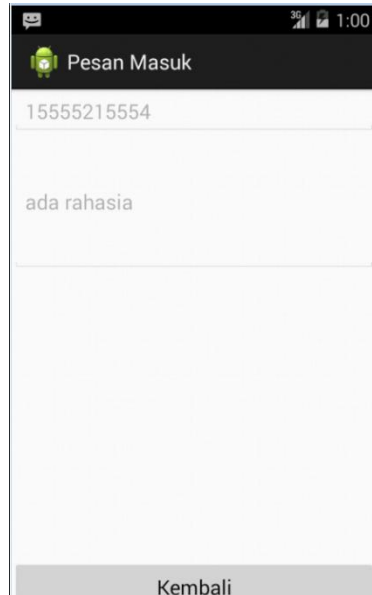 3G 1:00
Pesan Masuk
15555215554
ada rahasia
Kembali